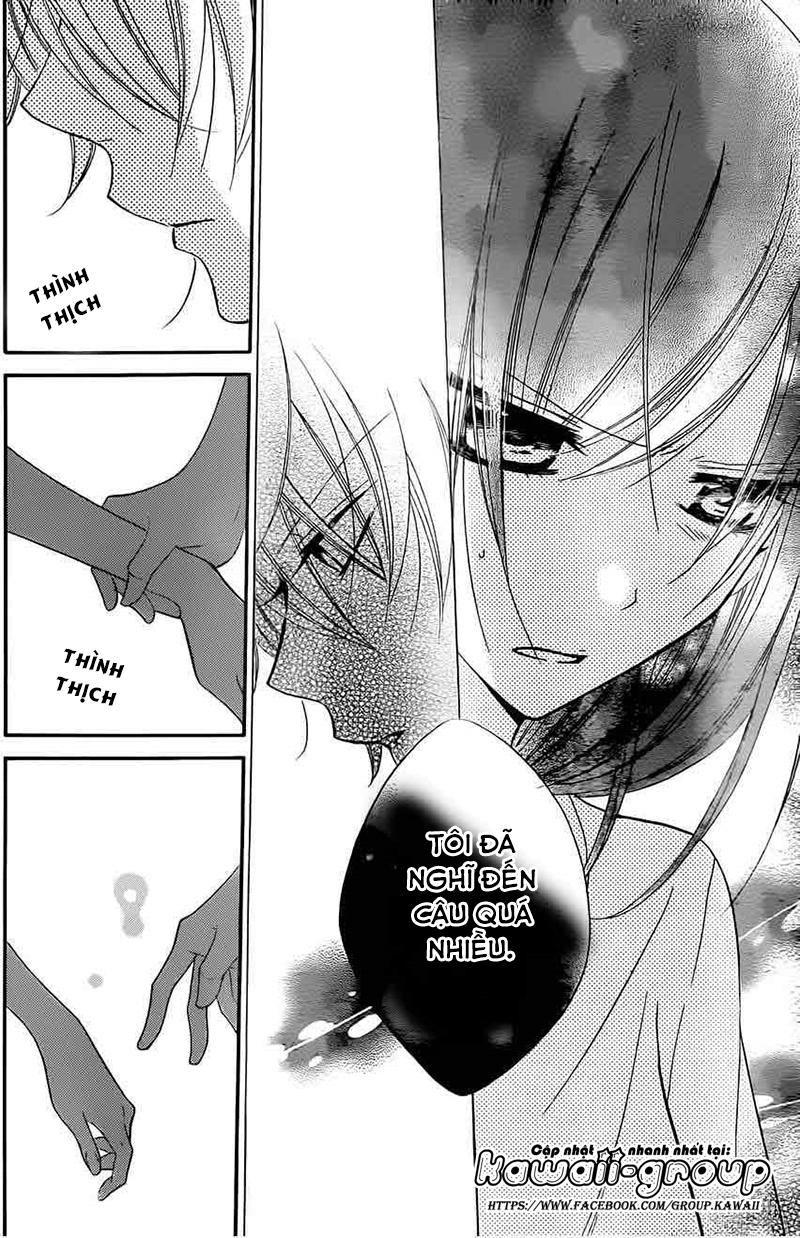 THÌNH
THỊCH
THÌNH
THỊCH
TÔI ĐÃ
NGHĨ ĐẾN
CẬU QUÁ
NHIỀU.
Cập nhật nhanh nhất tại:
kawaii-group
HTTPS://WWW.FACEBOOK.COM/GROUP.KAWAII